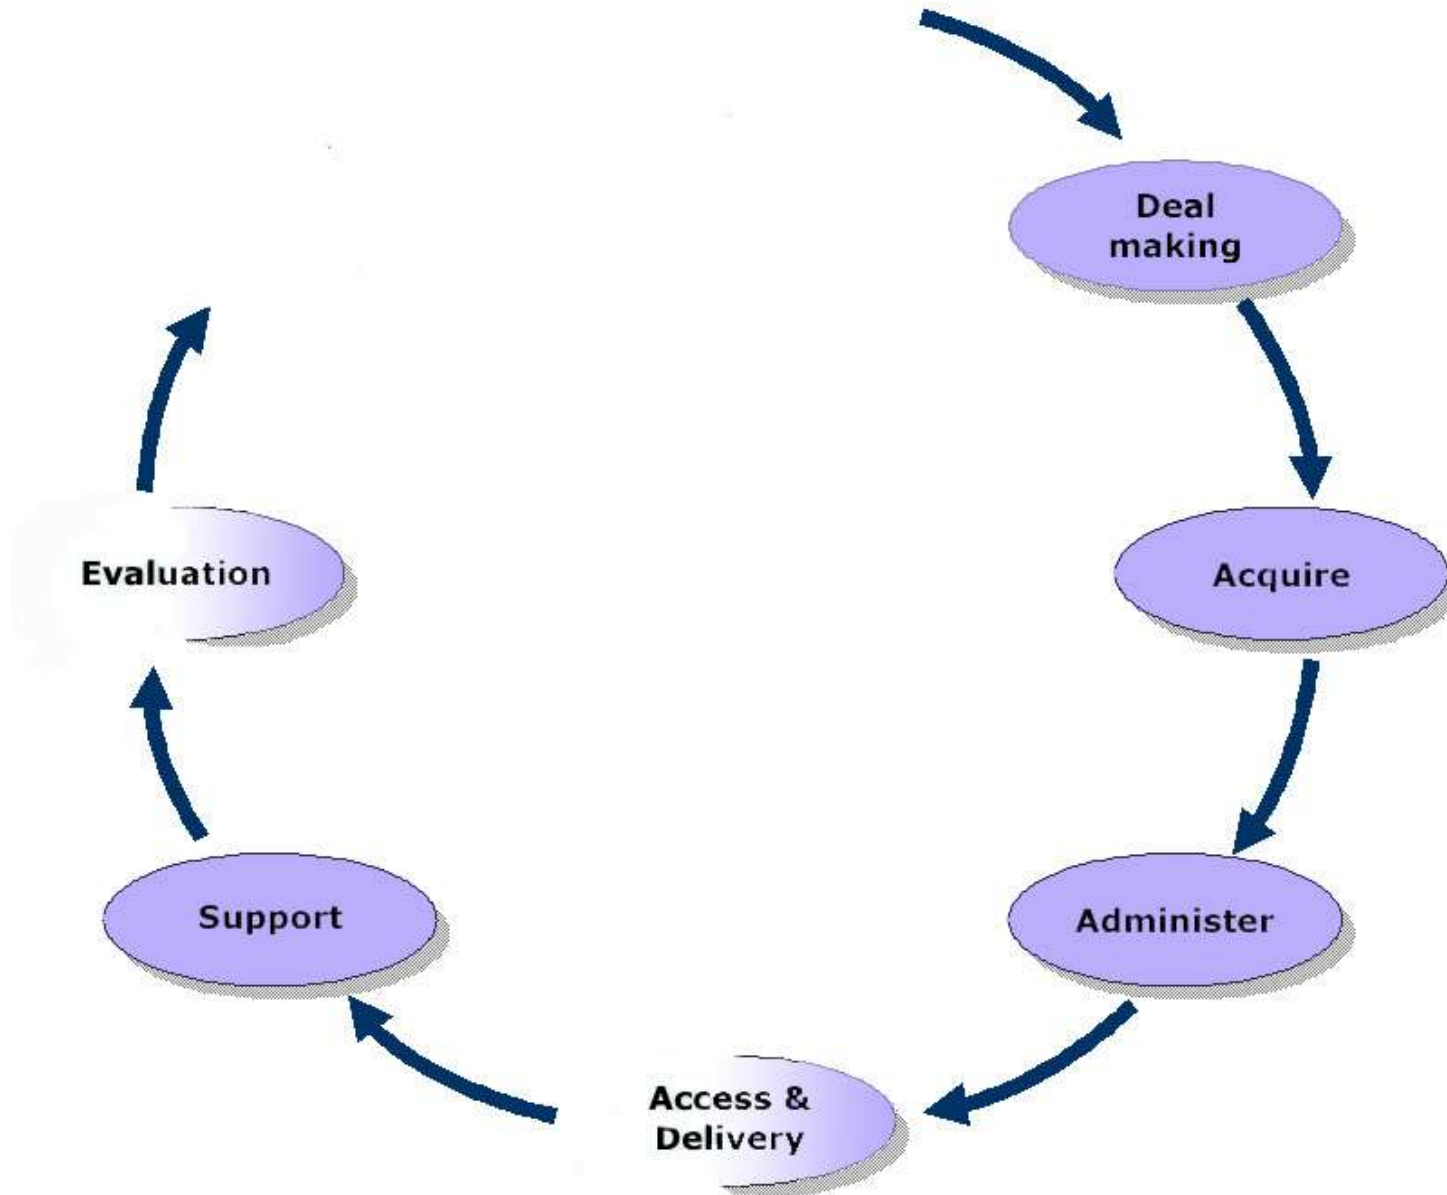 Deal
making
Acquire
Administer
Access &
Delivery
Support
Evaluation